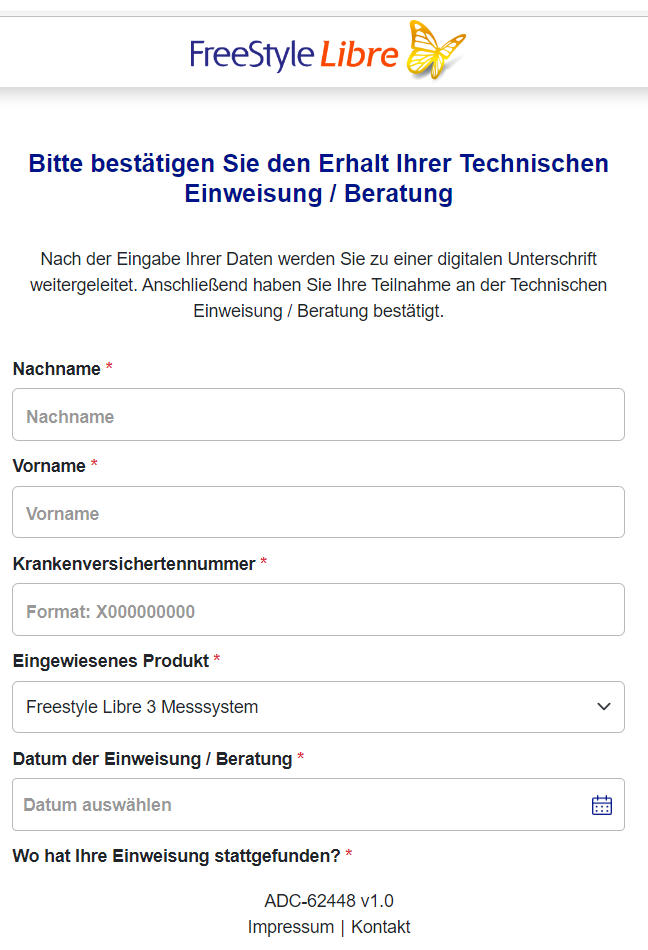 FreeStyle Libre
Bitte bestätigen Sie den Erhalt Ihrer Technischen
Einweisung / Beratung
Nach der Eingabe Ihrer Daten werden Sie zu einer digitalen Unterschrift
weitergeleitet. Anschließend haben Sie Ihre Teilnahme an der Technischen
Einweisung / Beratung bestätigt.
Nachname *
Nachname
Vorname *
Vorname
Krankenversichertennummer *
Format: X000000000
Eingewiesenes Produkt *
Freestyle Libre 3 Messsystem
Datum der Einweisung / Beratung *
Datum auswählen
Wo hat Ihre Einweisung stattgefunden? *
ADC-62448 v1.0
Impressum | Kontakt